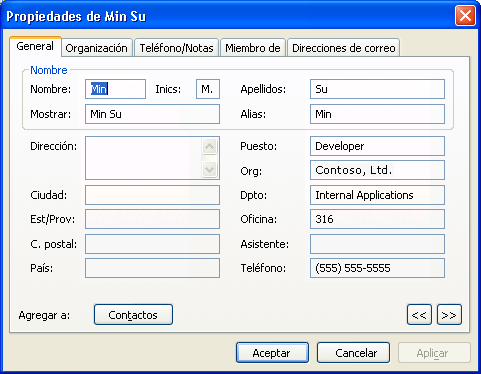 Propiedades de Min Su
General Organización Teléfono/Notas Miembro de Direcciones de correo
Nombre
Nombre: Min Inics: M. Apellidos: Su
Mostrar: Min Su Alias: Min
Dirección: Puesto: Developer
Org: Contoso, Ltd.
Ciudad: Dpto: Internal Applications
Est/Prov: Oficina: 316
C. postal: Asistente:
País: Teléfono: (555) 555-5555
Agregar a: Contactos << >>
Aceptar Cancelar Aplicar